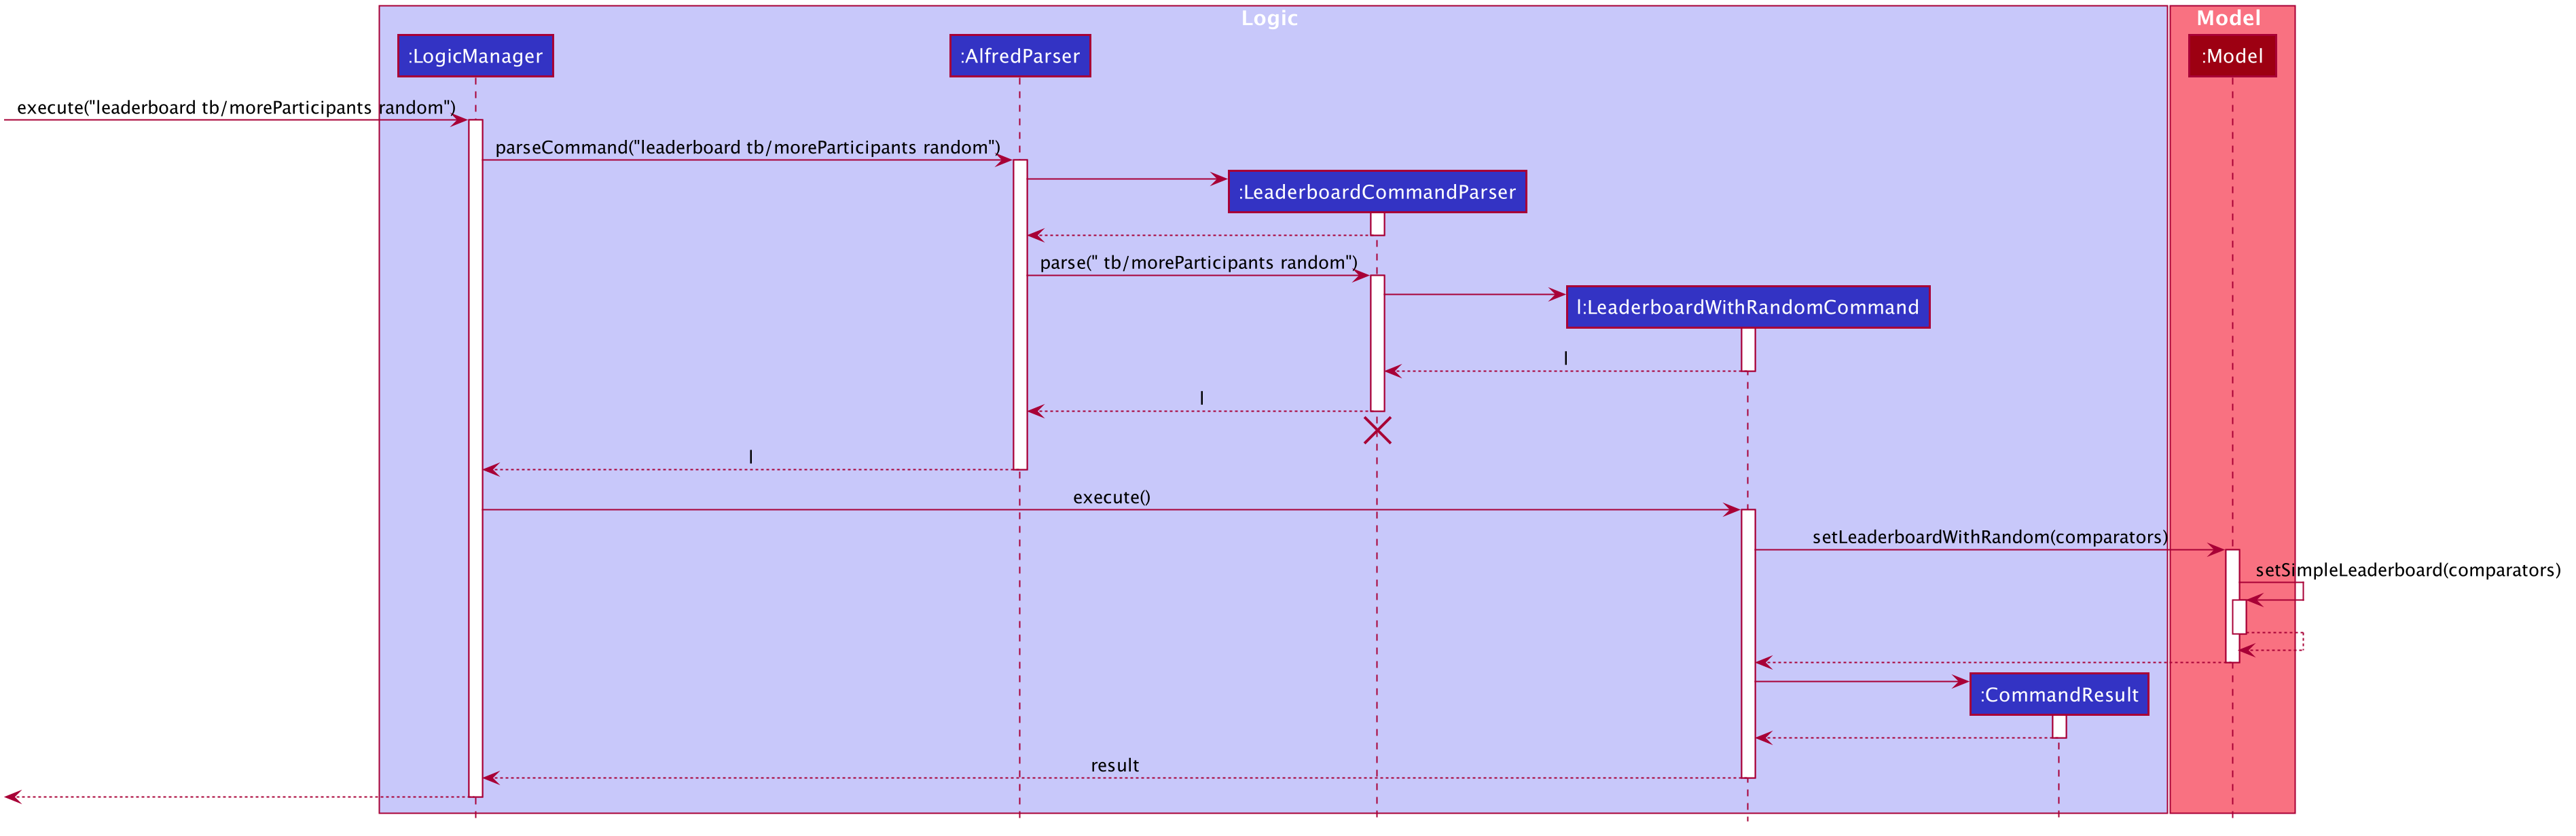 Logic
Model
:LogicManager
:AlfredParser
:Model
execute("leaderboard tb/moreParticipants random")
parseCommand("leaderboard tb/moreParticipants random")
:LeaderboardCommandParser
parse(" tb/moreParticipants random")
l:LeaderboardWithRandomCommand
l
l
l
execute()
setLeaderboardWithRandom(comparators)
setSimpleLeaderboard(comparators)
:CommandResult
result